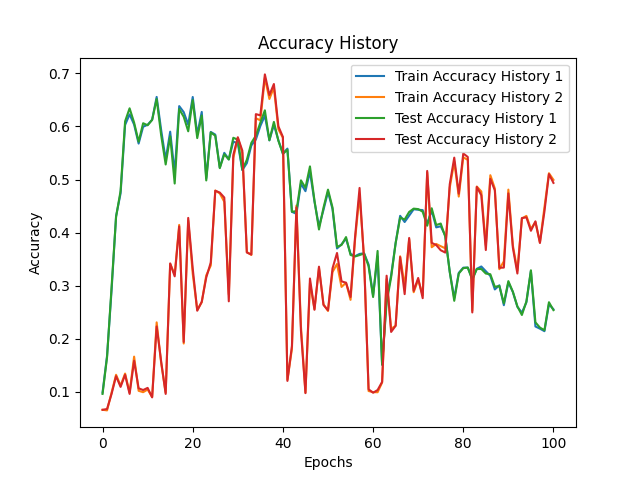 Accuracy History
Train Accuracy History 1
Train Accuracy History 2
Test Accuracy History 1
Test Accuracy History 2
Accuracy
0.7
0.6
0.5
0.4
0.3
0.2
0.1
0 20 40 60 80 100
Epochs